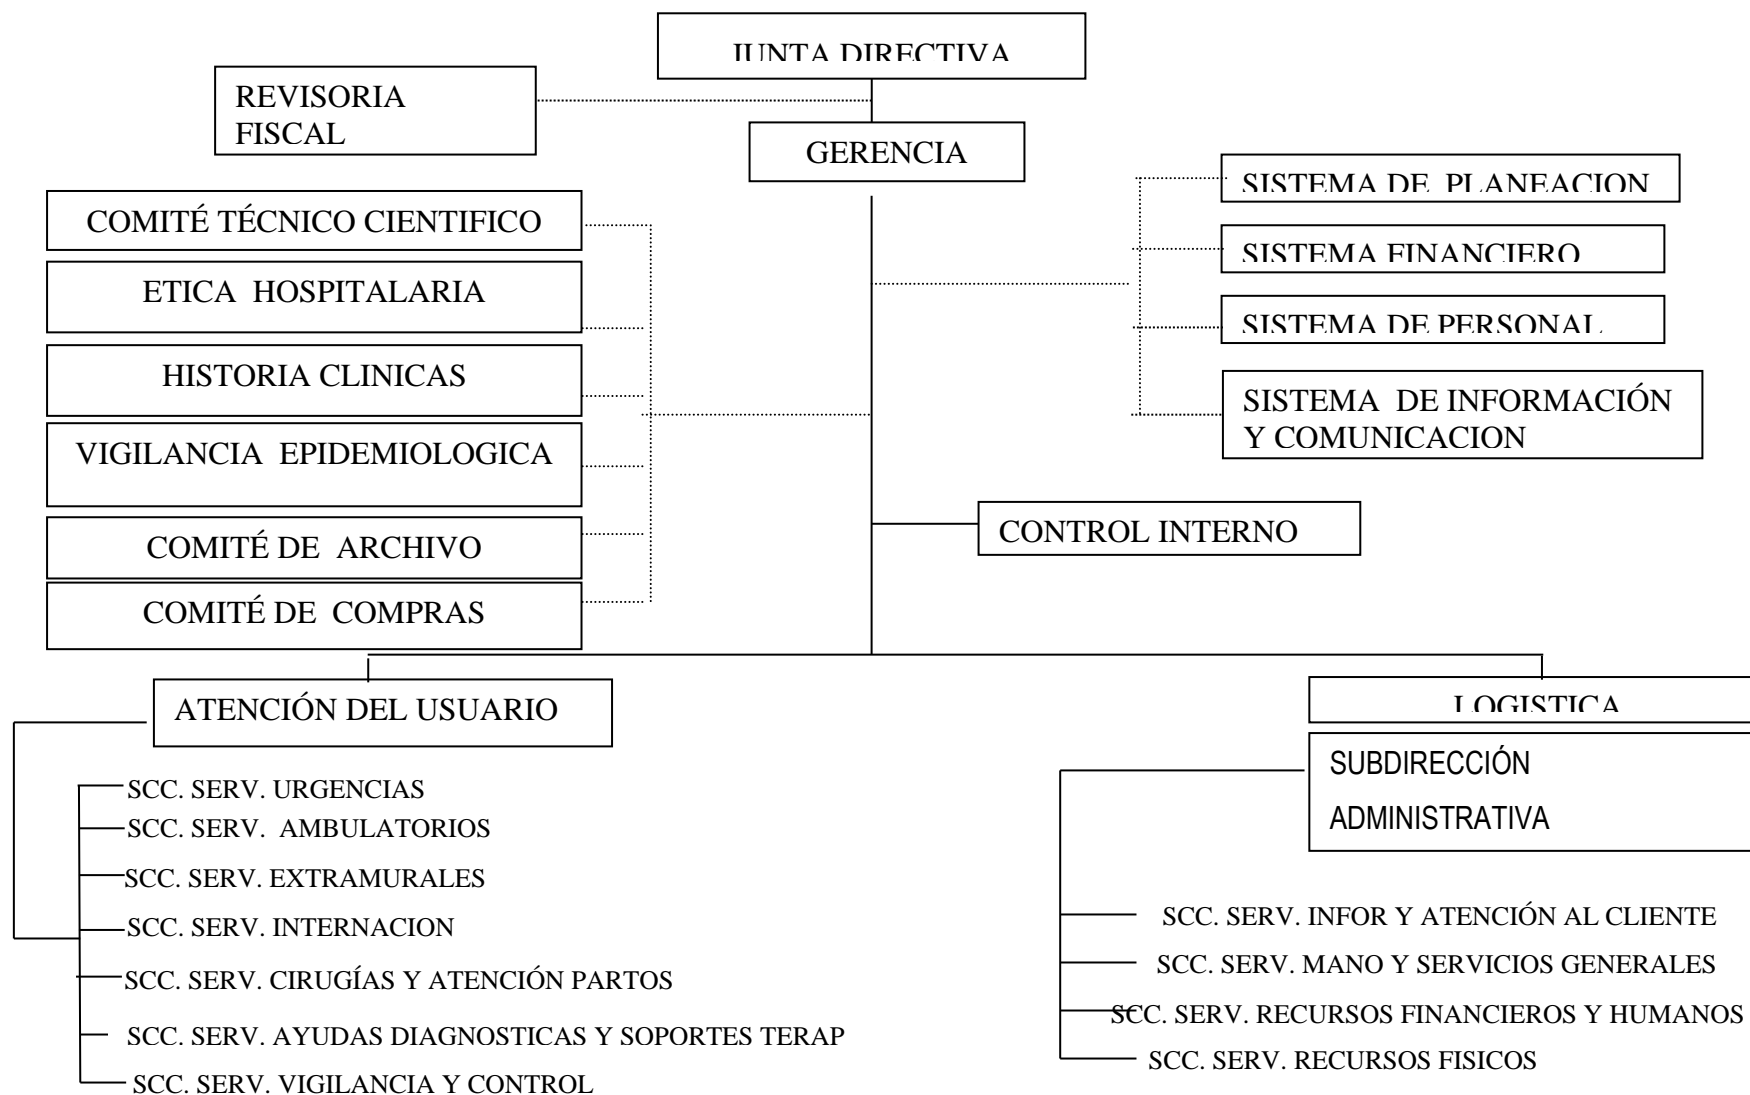 JUNTA DIRECTIVA
REVISORIA
FISCAL
GERENCIA
COMITÉ TÉCNICO CIENTIFICO
ETICA HOSPITALARIA
HISTORIA CLINICAS
VIGILANCIA EPIDEMIOLOGICA
COMITÉ DE ARCHIVO
COMITÉ DE COMPRAS
SISTEMA DE PLANEACION
SISTEMA FINANCIERO
SISTEMA DE PERSONAL
SISTEMA DE INFORMACIÓN
Y COMUNICACION
CONTROL INTERNO
ATENCIÓN DEL USUARIO
SCC. SERV. URGENCIAS
SCC. SERV. AMBULATORIOS
SCC. SERV. EXTRAMURALES
SCC. SERV. INTERNACION
SCC. SERV. CIRUGÍAS Y ATENCIÓN PARTOS
SCC. SERV. AYUDAS DIAGNOSTICAS Y SOPORTES TERAP
SCC. SERV. VIGILANCIA Y CONTROL
LOGISTICA
SUBDIRECCIÓN
ADMINISTRATIVA
SCC. SERV. INFOR Y ATENCIÓN AL CLIENTE
SCC. SERV. MANO Y SERVICIOS GENERALES
SCC. SERV. RECURSOS FINANCIEROS Y HUMANOS
SCC. SERV. RECURSOS FISICOS